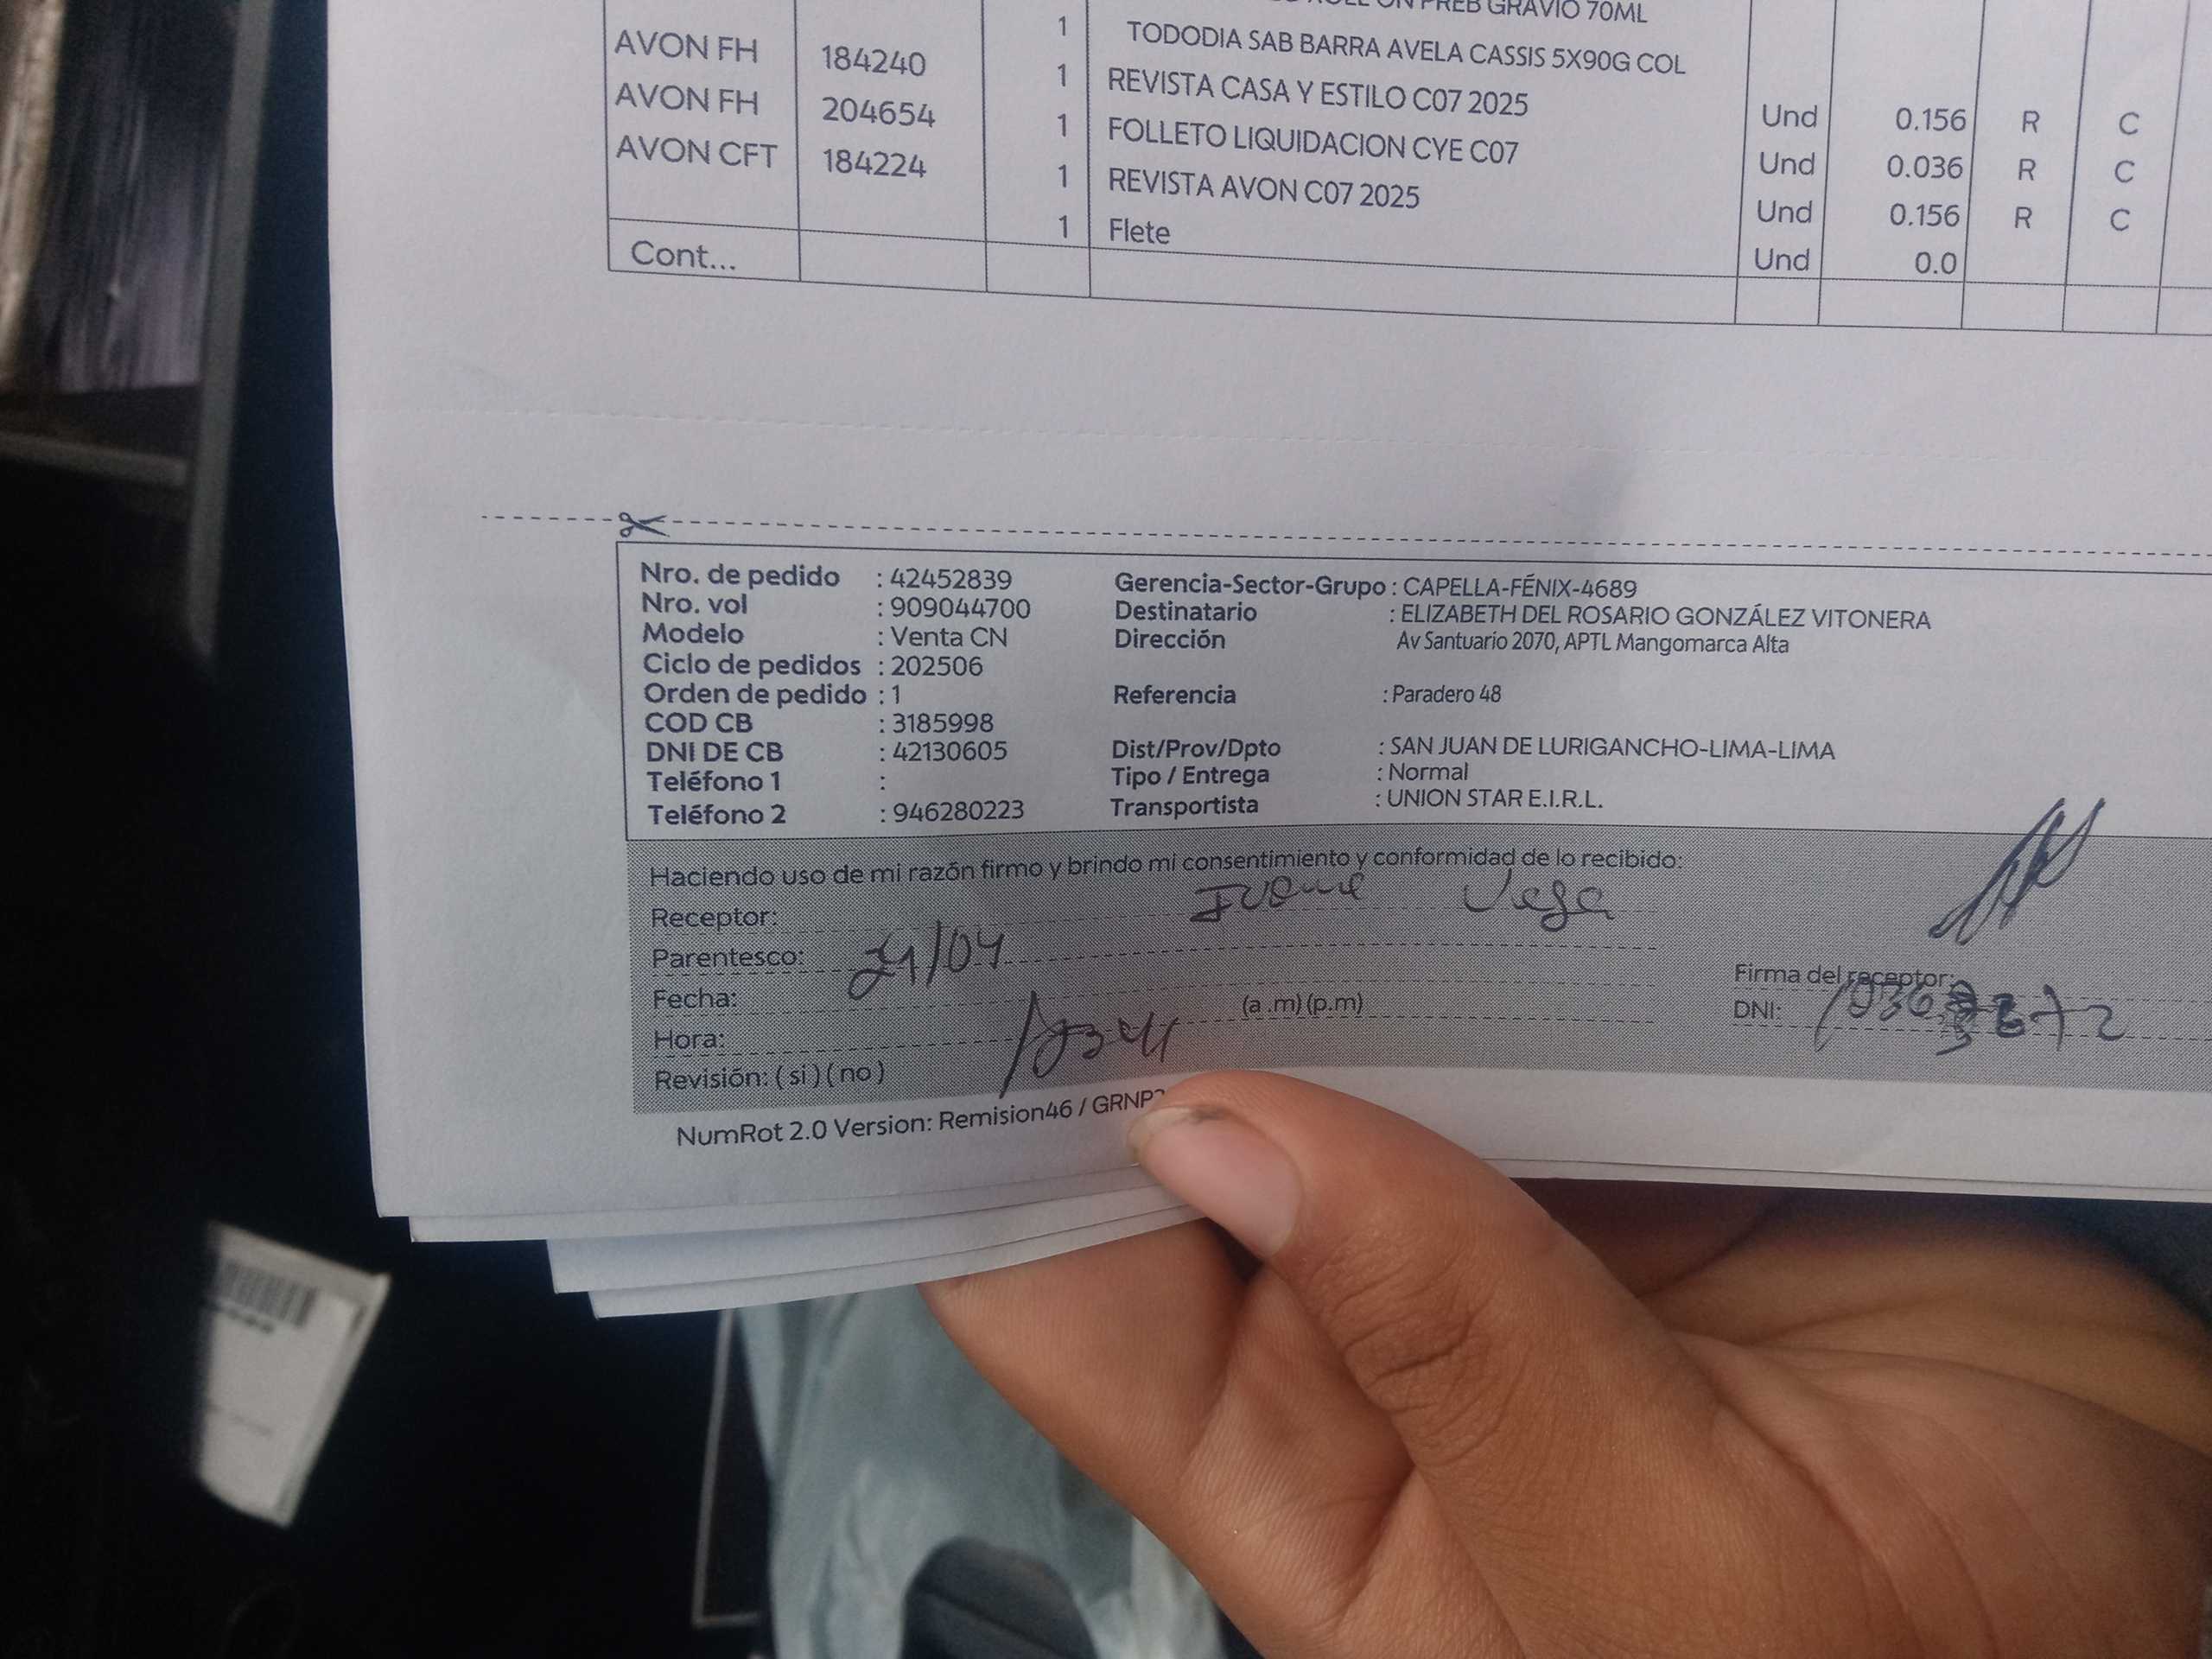 PREB GRAVIO 70ML
1 TODODIA SAB BARRA AVELA CASSIS 5X90G COL
AVON FH 184240 1 REVISTA CASA Y ESTILO C07 2025 Und 0.156 R C
AVON FH 204654 1 FOLLETO LIQUIDACION CYE C07 Und 0.036 R C
AVON CFT 184224 1 REVISTA AVON C07 2025 Und 0.156 R C
1 Flete Und 0.0
Cont...
Nro. de pedido : 42452839 Gerencia-Sector-Grupo : CAPELLA-FÉNIX-4689
Nro. vol : 909044700 Destinatario : ELIZABETH DEL ROSARIO GONZÁLEZ VITONERA
Modelo : Venta CN Dirección Av Santuario 2070, APTL Mangomarca Alta
Ciclo de pedidos : 202506
Orden de pedido : 1 Referencia : Paradero 48
COD CB : 3185998
DNI DE CB : 42130605 Dist/Prov/Dpto : SAN JUAN DE LURIGANCHO-LIMA-LIMA
Teléfono 1 : Tipo / Entrega : Normal
Teléfono 2 : 946280223 Transportista : UNION STAR E.I.R.L.
Haciendo uso de mi razón firmo y brindo mi consentimiento y conformidad de lo recibido:
Receptor: Ivone Vega
Parentesco:
Fecha: 21/04
Hora: (a .m) (p.m)
Revisión: ( si ) ( no )
Firma del receptor:
DNI:
NumRot 2.0 Version: Remision46 / GRNP